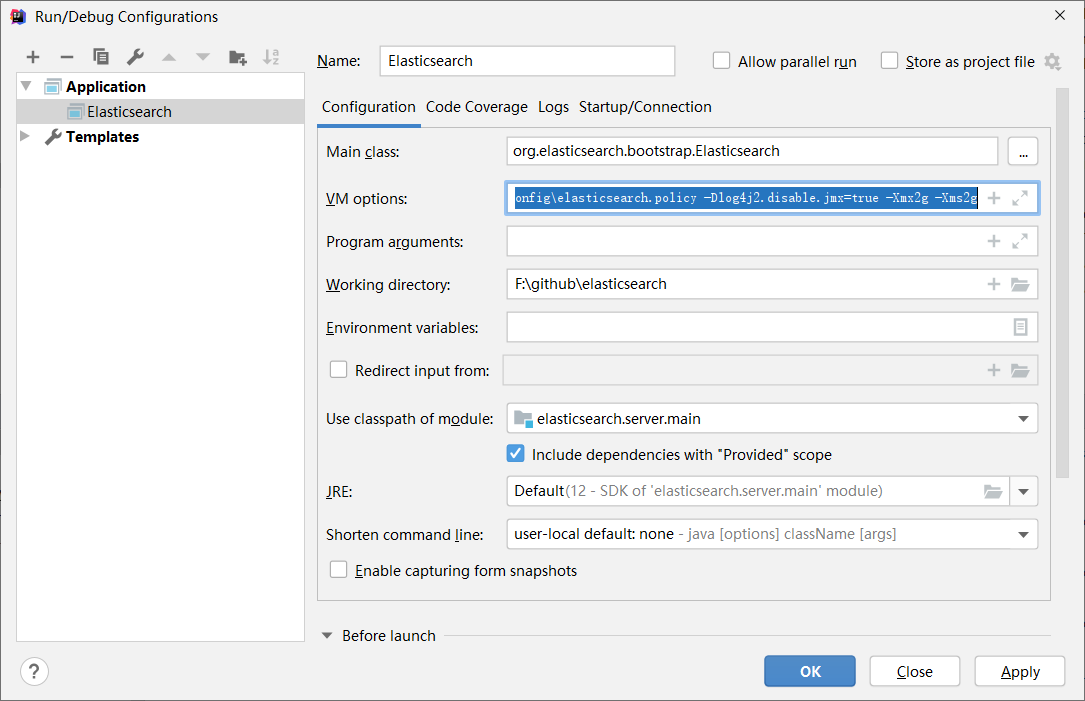 Run/Debug Configurations
Name: Elasticsearch
Allow parallel run
Store as project file
Application
Elasticsearch
Templates
Configuration Code Coverage Logs Startup/Connection
Main class: org.elasticsearch.bootstrap.Elasticsearch ...
VM options: onfig\elasticsearch.policy -Dlog4j2.disable.jmx=true -Xmx2g -Xms2g
Program arguments:
Working directory: F:\github\elasticsearch
Environment variables:
Redirect input from:
Use classpath of module: elasticsearch.server.main
Include dependencies with "Provided" scope
JRE: Default (12 - SDK of 'elasticsearch.server.main' module)
Shorten command line: user-local default: none - java [options] className [args]
Enable capturing form snapshots
Before launch
? OK Close Apply